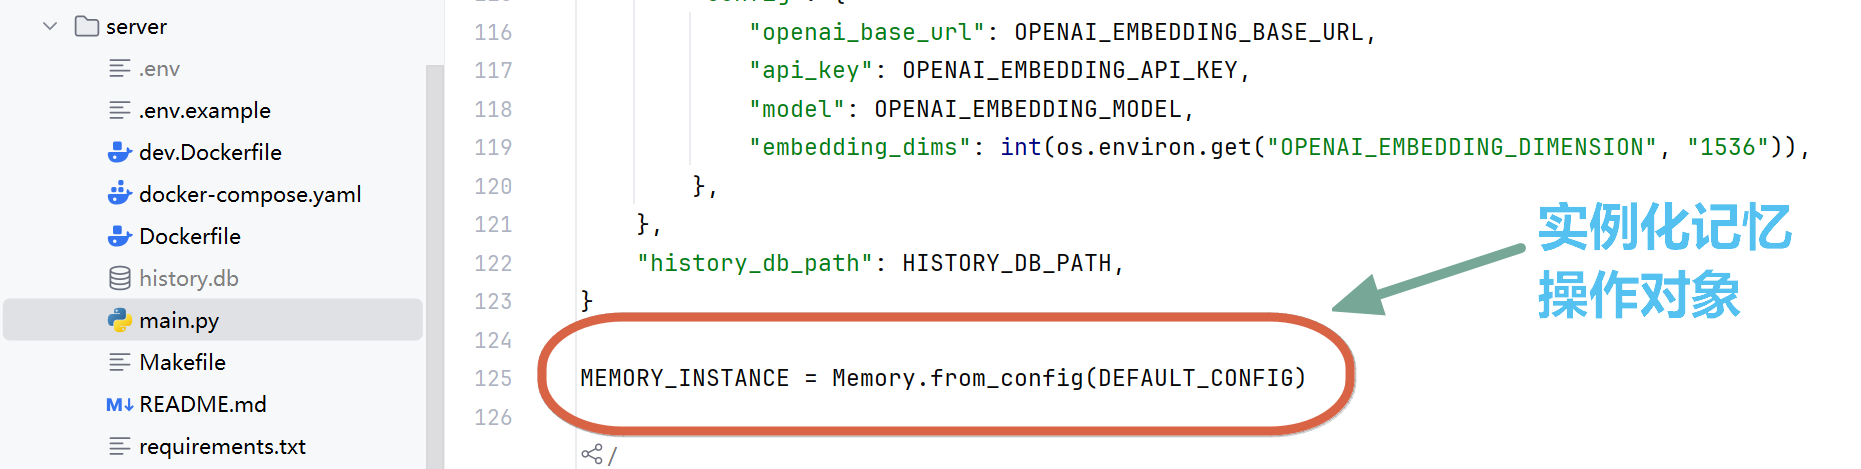 server
.env
.env.example
dev.Dockerfile
docker-compose.yaml
Dockerfile
history.db
main.py
Makefile
M↓ README.md
requirements.txt
116 "openai_base_url": OPENAI_EMBEDDING_BASE_URL,
117 "api_key": OPENAI_EMBEDDING_API_KEY,
118 "model": OPENAI_EMBEDDING_MODEL,
119 "embedding_dims": int(os.environ.get("OPENAI_EMBEDDING_DIMENSION", "1536")),
120 },
121 },
122 "history_db_path": HISTORY_DB_PATH,
123 }
124
125 MEMORY_INSTANCE = Memory.from_config(DEFAULT_CONFIG)
126
/
实例化记忆
操作对象